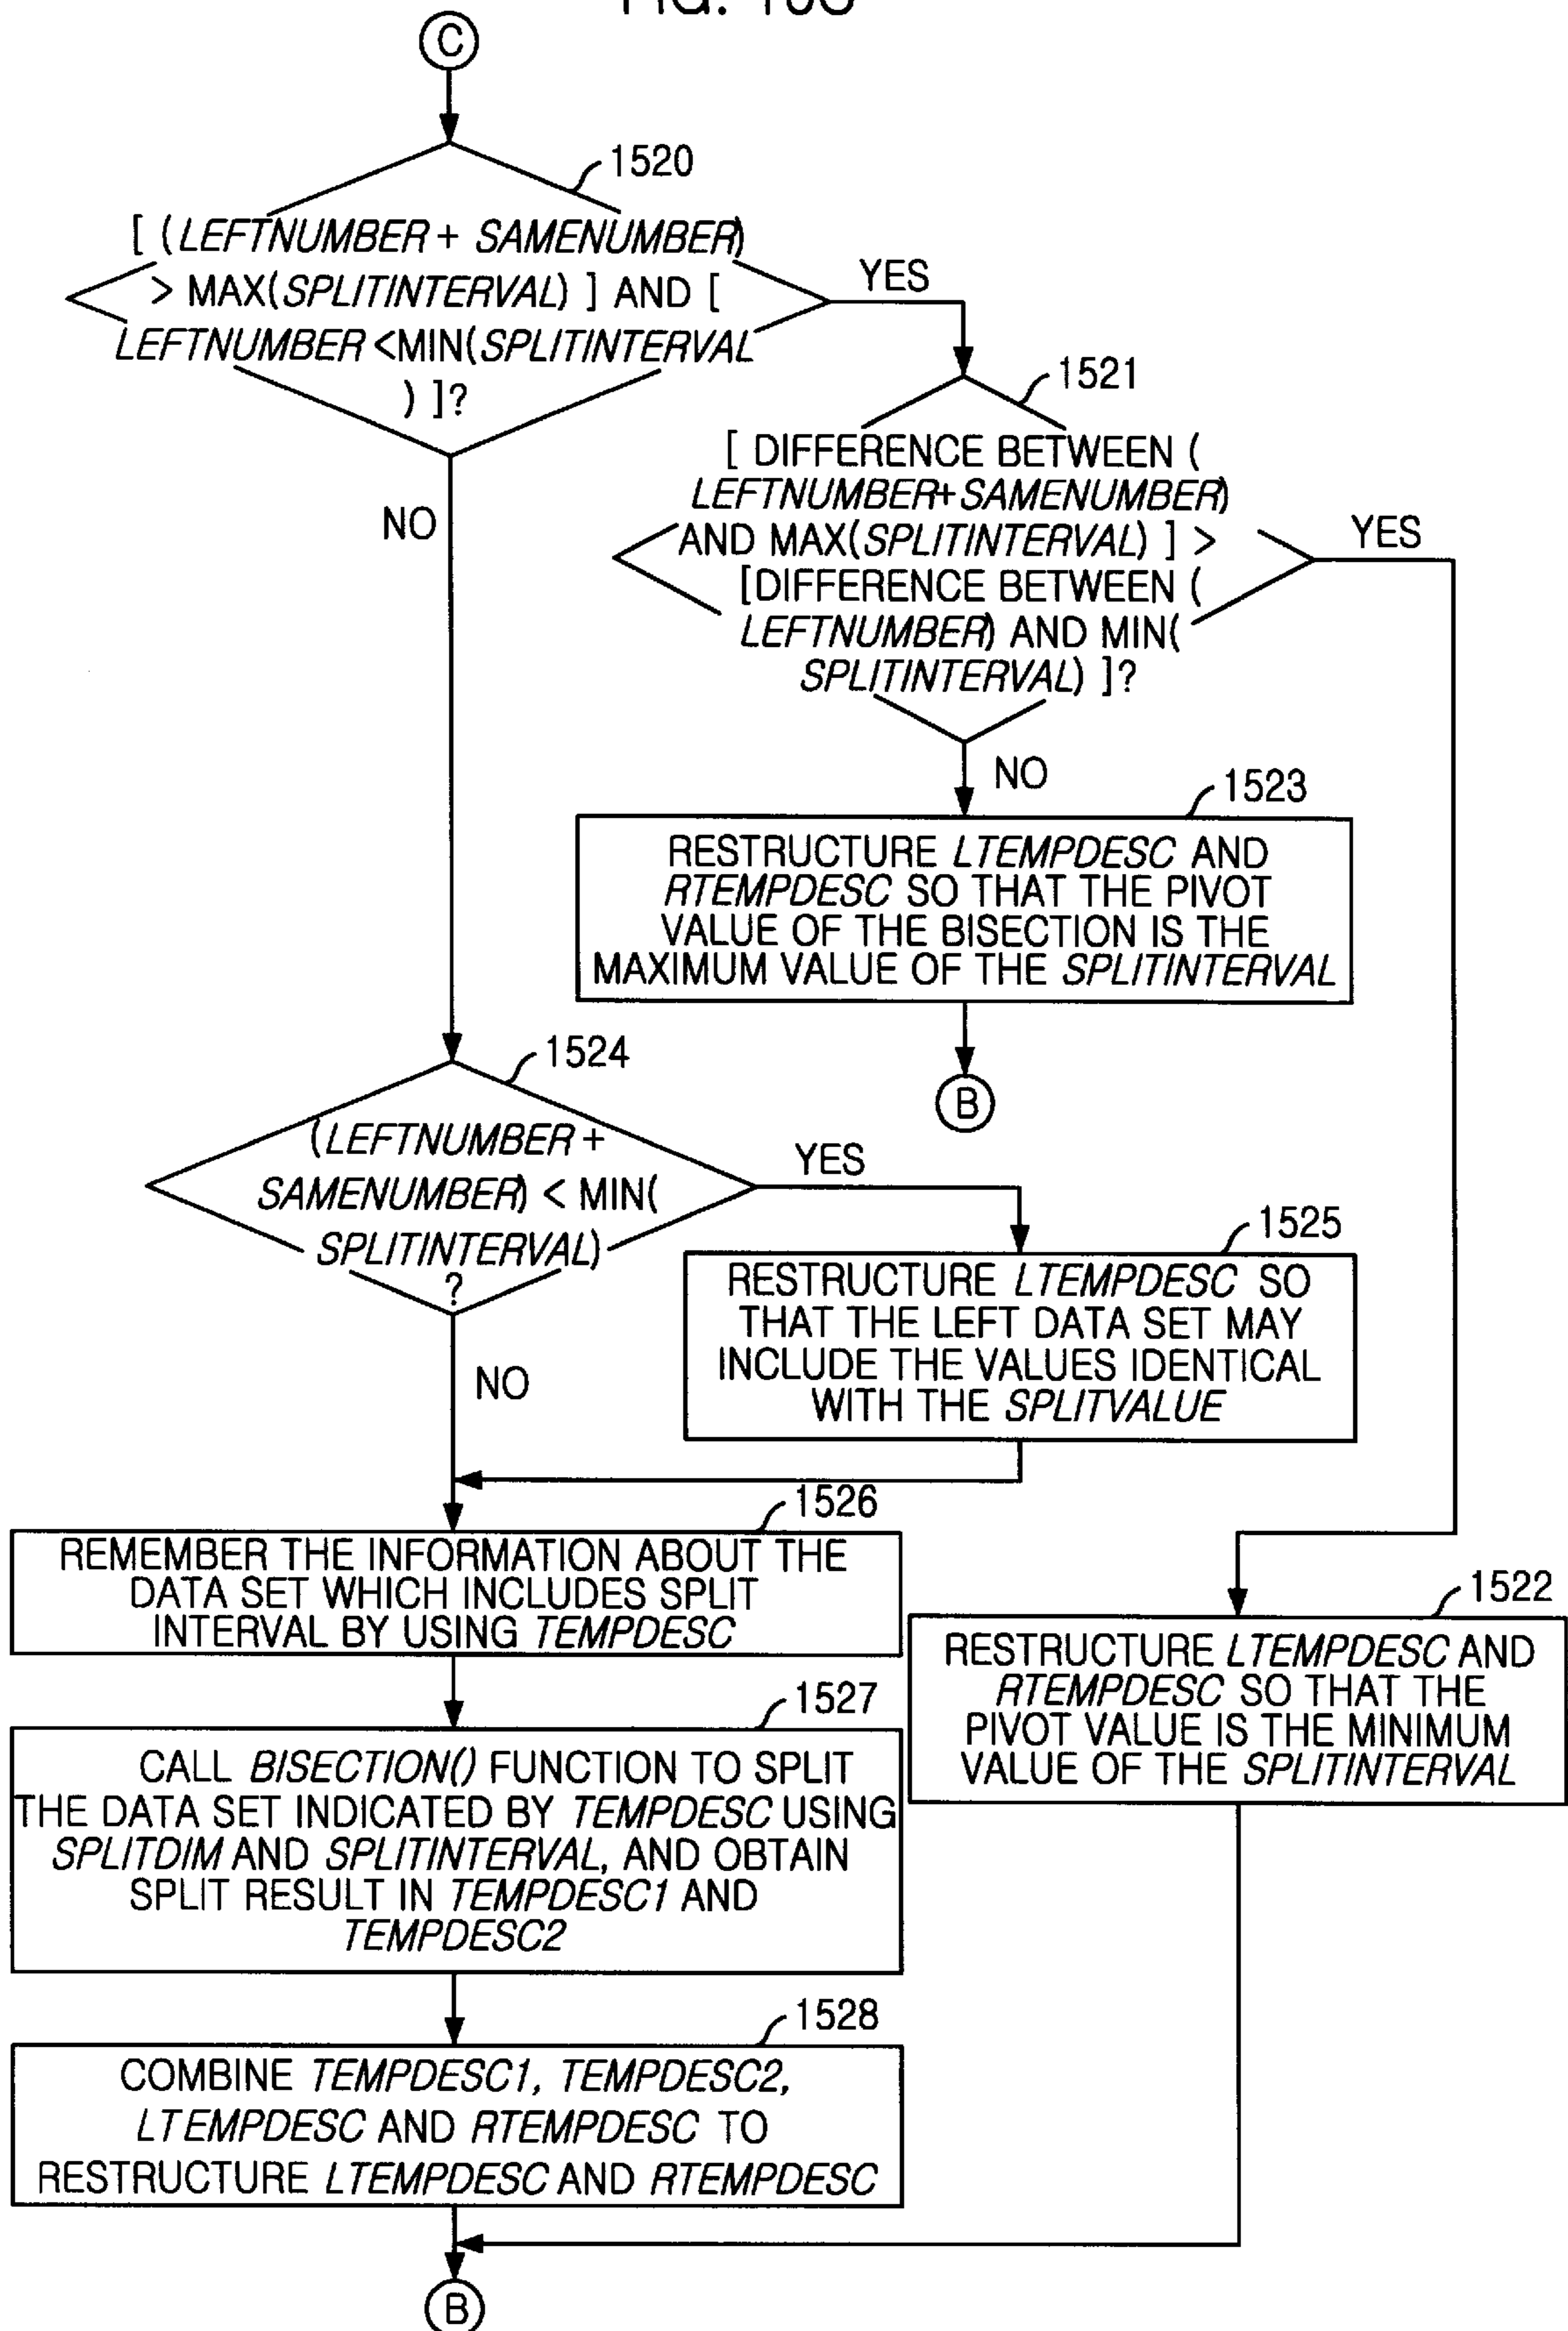 C
1520
[ (LEFTNUMBER + SAMENUMBER)
> MAX(SPLITINTERVAL) ] AND [
LEFTNUMBER <MIN(SPLITINTERVAL
) ]?
YES
NO
1521
[ DIFFERENCE BETWEEN (
LEFTNUMBER+SAMENUMBER)
AND MAX(SPLITINTERVAL) ] >
[DIFFERENCE BETWEEN (
LEFTNUMBER) AND MIN(
SPLITINTERVAL) ]?
YES
NO
1523
RESTRUCTURE LTEMPDESC AND
RTEMPDESC SO THAT THE PIVOT
VALUE OF THE BISECTION IS THE
MAXIMUM VALUE OF THE SPLITINTERVAL
B
1524
(LEFTNUMBER +
SAMENUMBER) < MIN(
SPLITINTERVAL)
?
YES
NO
1525
RESTRUCTURE LTEMPDESC SO
THAT THE LEFT DATA SET MAY
INCLUDE THE VALUES IDENTICAL
WITH THE SPLITVALUE
1526
REMEMBER THE INFORMATION ABOUT THE
DATA SET WHICH INCLUDES SPLIT
INTERVAL BY USING TEMPDESC
1522
RESTRUCTURE LTEMPDESC AND
RTEMPDESC SO THAT THE
PIVOT VALUE IS THE MINIMUM
VALUE OF THE SPLITINTERVAL
1527
CALL BISECTION() FUNCTION TO SPLIT
THE DATA SET INDICATED BY TEMPDESC USING
SPLITDIM AND SPLITINTERVAL, AND OBTAIN
SPLIT RESULT IN TEMPDESC1 AND
TEMPDESC2
1528
COMBINE TEMPDESC1, TEMPDESC2,
LTEMPDESC AND RTEMPDESC TO
RESTRUCTURE LTEMPDESC AND RTEMPDESC
B